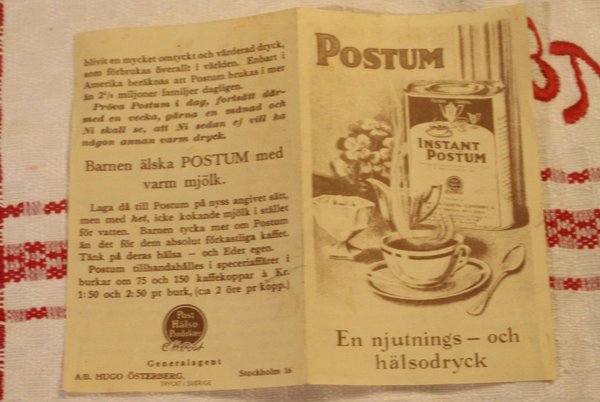 blivit en mycket omtyckt och värderad dryck,
som förbrukas överallt i världen. Enbart i
Amerika beräknas att Postum brukas i mer
än 2½ miljoner familjer dagligen.
Pröva Postum i dag, fortsätt där-
med en vecka, gärna en månad och
Ni skall se, att Ni sedan ej vill ha
någon annan varm dryck.
Barnen älska POSTUM med
varm mjölk.
Laga då till Postum på nyss angivet sätt,
men med het, icke kokande mjölk i stället
för vatten. Barnen tycka mer om Postum
än det för dem absolut förkastliga kaffet.
Tänk på deras hälsa – och Eder egen.
Postum tillhandahålles i speceriaffärer i
burkar om 75 och 150 kaffekoppar à Kr.
1:50 och 2:50 pr burk, (c:a 2 öre pr kopp.)
Post
Hälso
Produkter
C W Post
Generalagent
A/B. HUGO ÖSTERBERG, Stockholm 16
TRYCKT I SVERIGE
POSTUM
INSTANT
POSTUM
En njutnings – och
hälsodryck